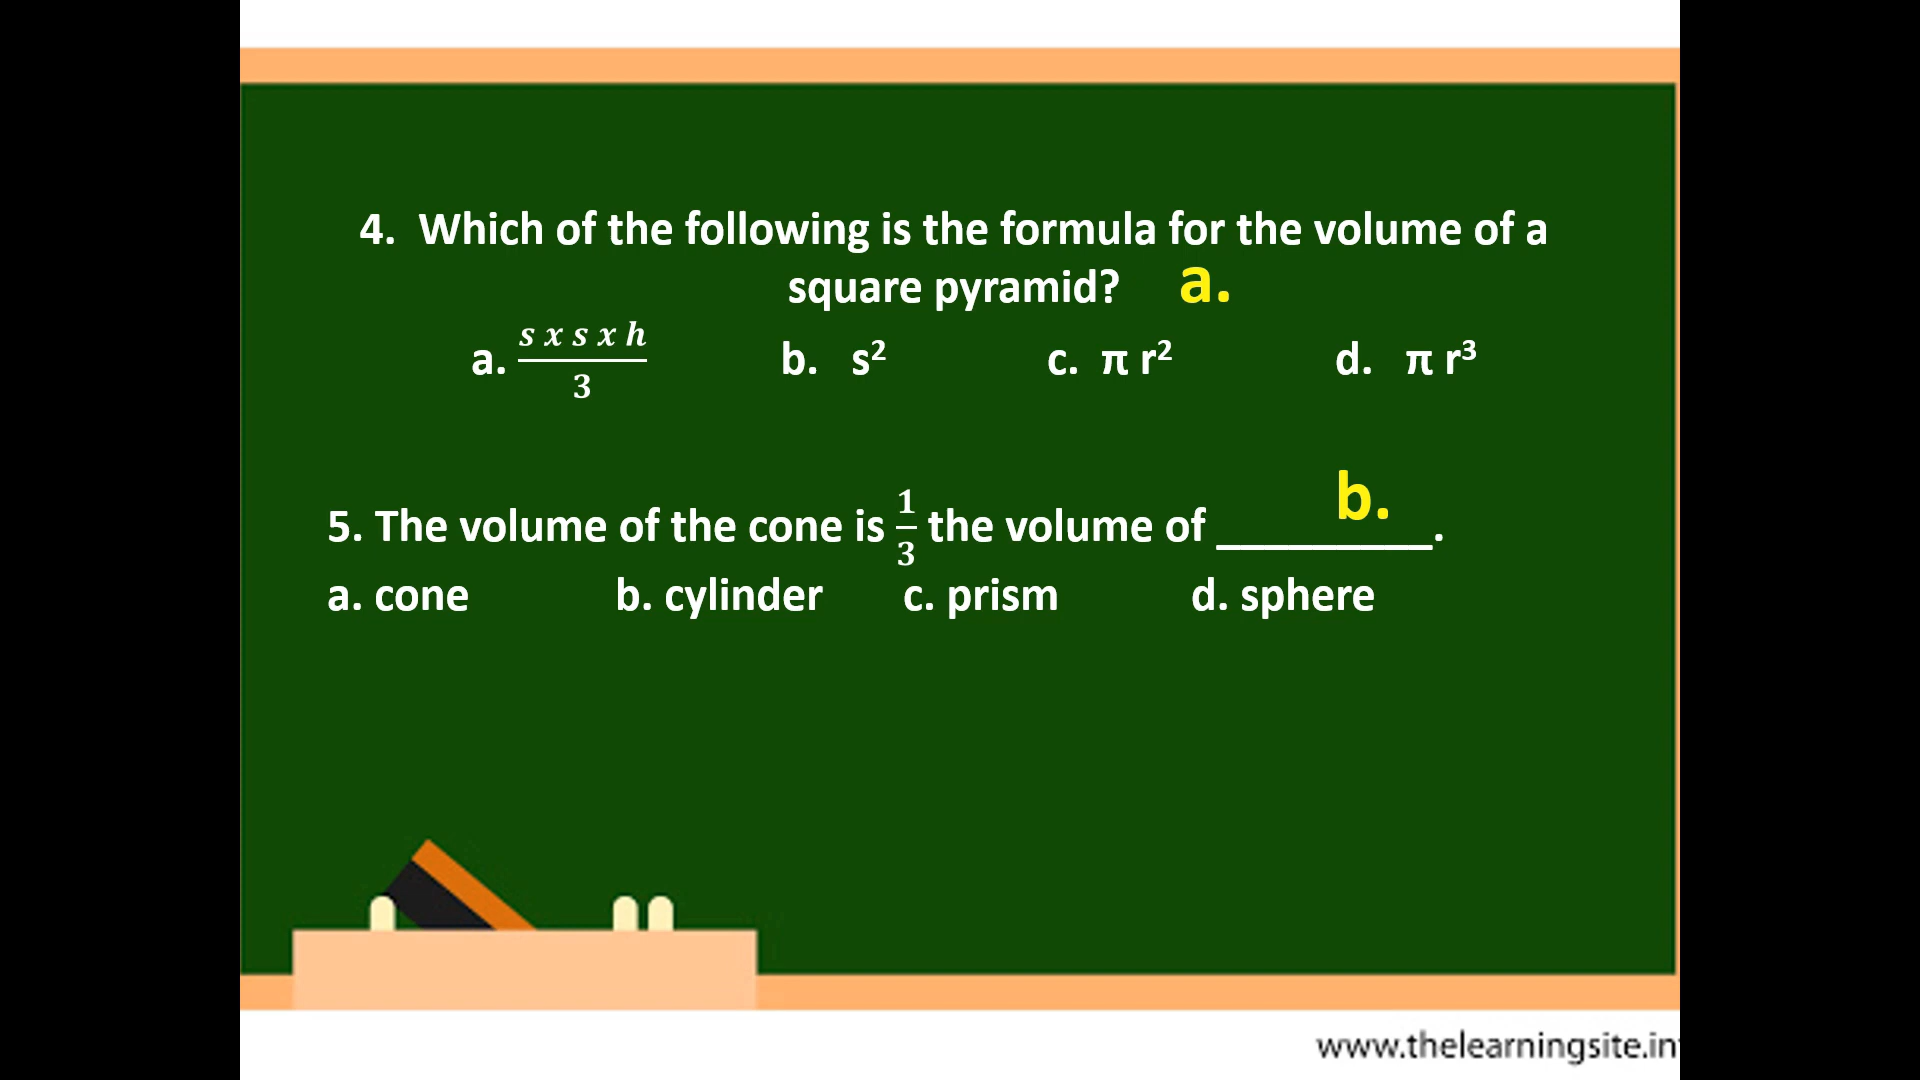 4. Which of the following is the formula for the volume of a
square pyramid? a.
a. s x s x h / 3 b. s² c. π r² d. π r³
5. The volume of the cone is 1/3 the volume of _________. b.
a. cone b. cylinder c. prism d. sphere
www.thelearningsite.in